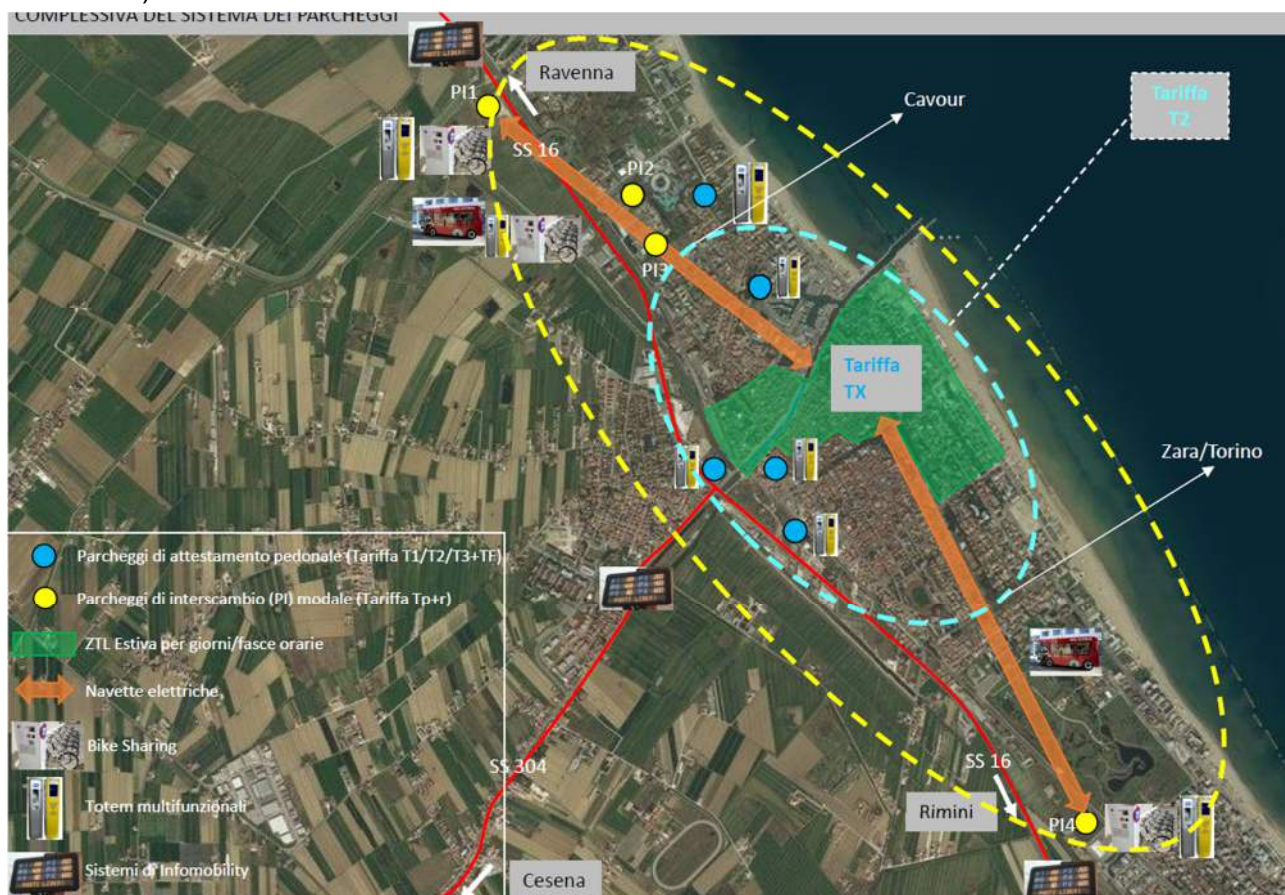 COMPLESSIVA DEL SISTEMA DEI PARCHEGGI
Ravenna
PI1
Cavour
Tariffa
T2
SS 16
PI2
PI3
Tariffa
TX
Zara/Torino
Parcheggi di attestamento pedonale (Tariffa T1/T2/T3+TF)
Parcheggi di interscambio (PI) modale (Tariffa Tp+r)
ZTL Estiva per giorni/fasce orarie
Navette elettriche
Bike Sharing
SS 304
SS 16
Rimini
PI4
Totem multifunzionali
Sistemi di Infomobility
Cesena